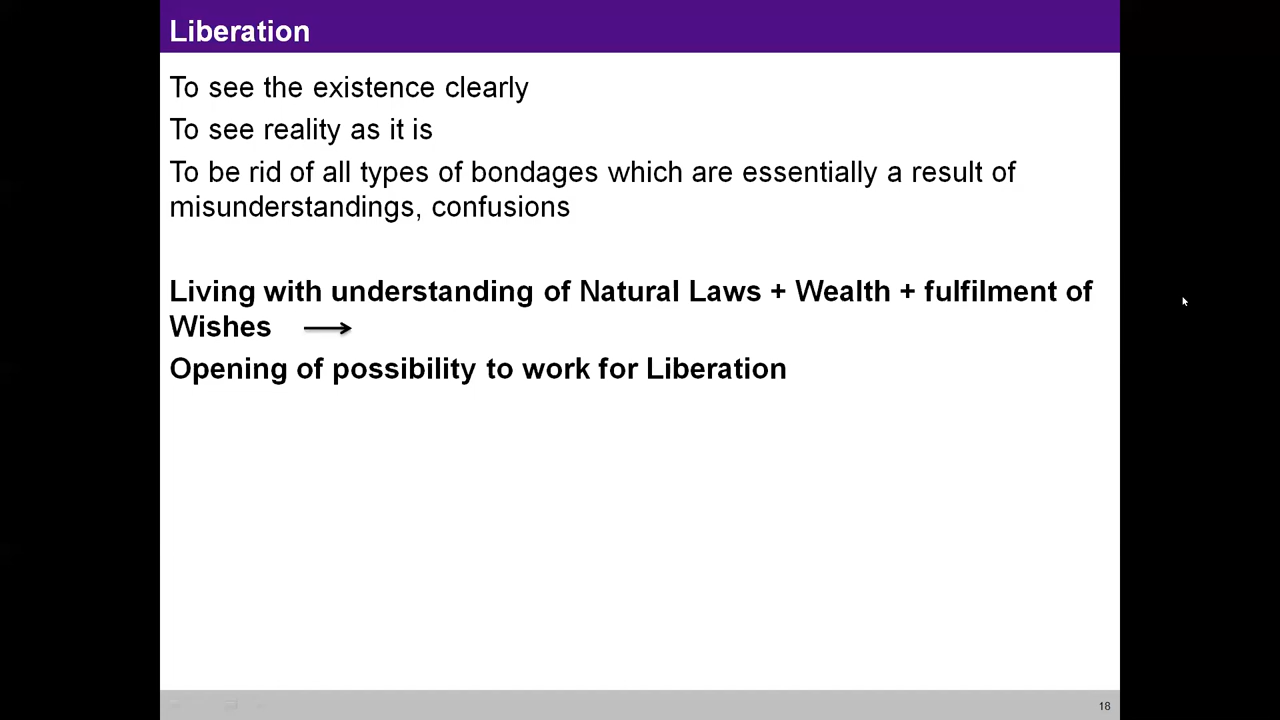 Liberation
To see the existence clearly
To see reality as it is
To be rid of all types of bondages which are essentially a result of
misunderstandings, confusions
Living with understanding of Natural Laws + Wealth + fulfilment of
Wishes →
Opening of possibility to work for Liberation
18